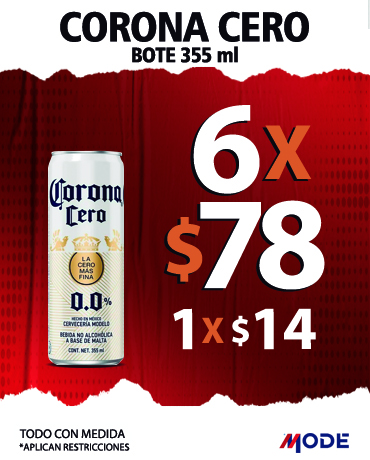 CORONA CERO
BOTE 355 ml
6X
$78
1 X $14
Corona
Cero
LA
CERO
MÁS
FINA
0.0%
HECHO EN MÉXICO
CERVECERÍA MODELO
BEBIDA NO ALCOHÓLICA
A BASE DE MALTA
CONT. NET. 355 ml
TODO CON MEDIDA
*APLICAN RESTRICCIONES
MODE